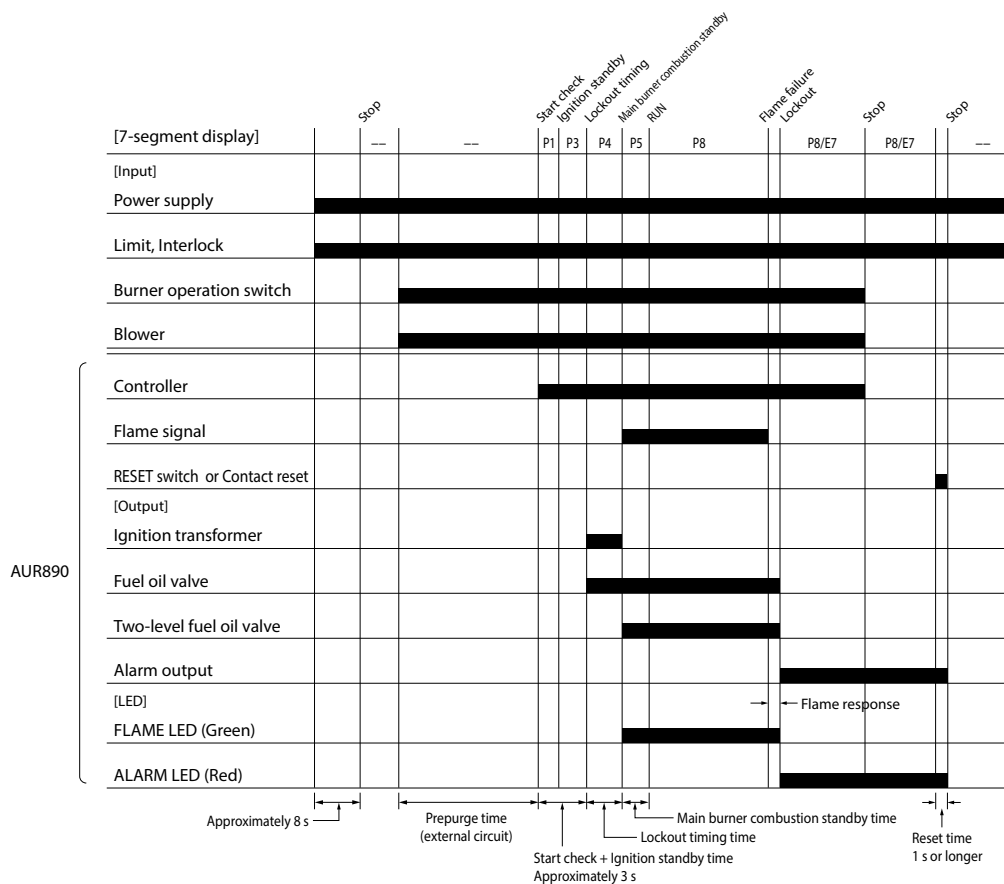 Stop
Start check
Ignition standby
Lockout timing
Main burner combustion standby
RUN
Flame failure
Lockout
Stop
Stop
[7-segment display] –– –– P1 P3 P4 P5 P8 P8/E7 P8/E7 ––
[Input]
Power supply
Limit, Interlock
Burner operation switch
Blower
Controller
Flame signal
RESET switch or Contact reset
[Output]
Ignition transformer
AUR890
Fuel oil valve
Two-level fuel oil valve
Alarm output
[LED]
Flame response
FLAME LED (Green)
ALARM LED (Red)
Approximately 8 s
Prepurge time
(external circuit)
Main burner combustion standby time
Lockout timing time
Start check + Ignition standby time
Approximately 3 s
Reset time
1 s or longer